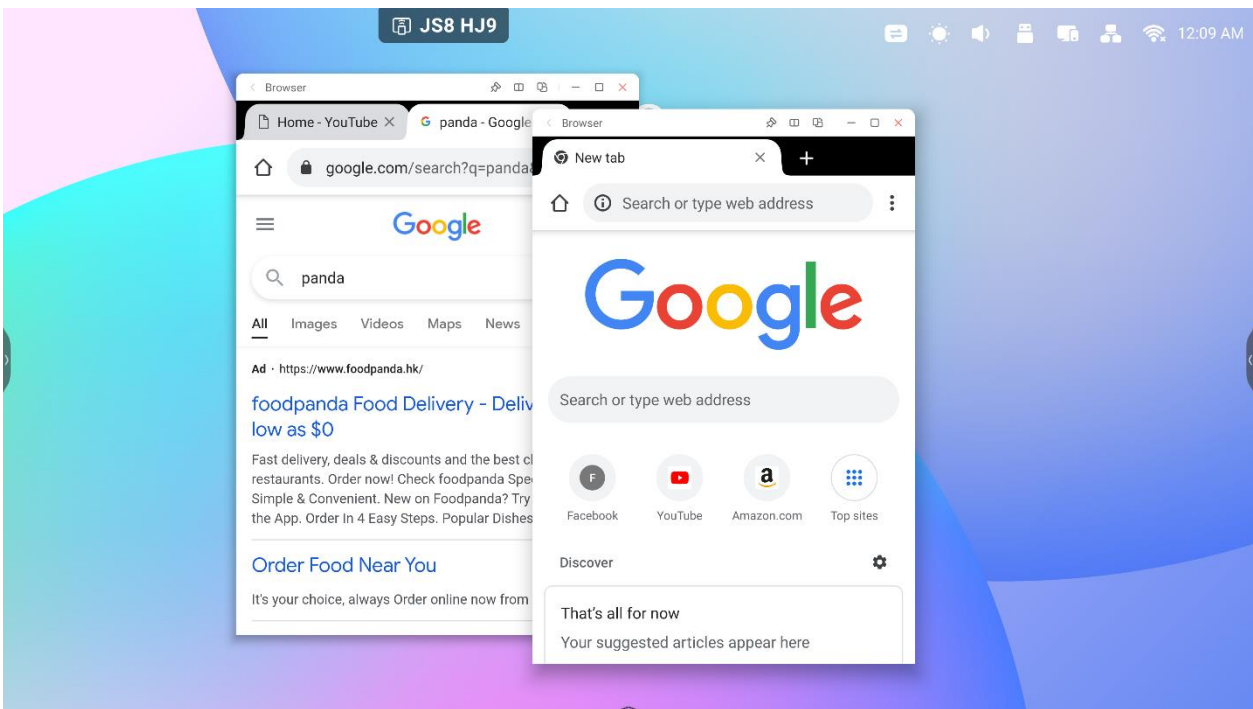 JS8 HJ9
12:09 AM
Browser
Home - YouTube
panda - Google
google.com/search?q=panda
Google
panda
All Images Videos Maps News
Ad · https://www.foodpanda.hk/
foodpanda Food Delivery - Deliv
low as $0
Fast delivery, deals & discounts and the best cl
restaurants. Order now! Check foodpanda Spe
Simple & Convenient. New on Foodpanda? Try
the App. Order In 4 Easy Steps. Popular Dishes
Order Food Near You
It's your choice, always Order online now from
Browser
New tab
Search or type web address
Google
Search or type web address
F
Facebook YouTube Amazon.com Top sites
Discover
That's all for now
Your suggested articles appear here